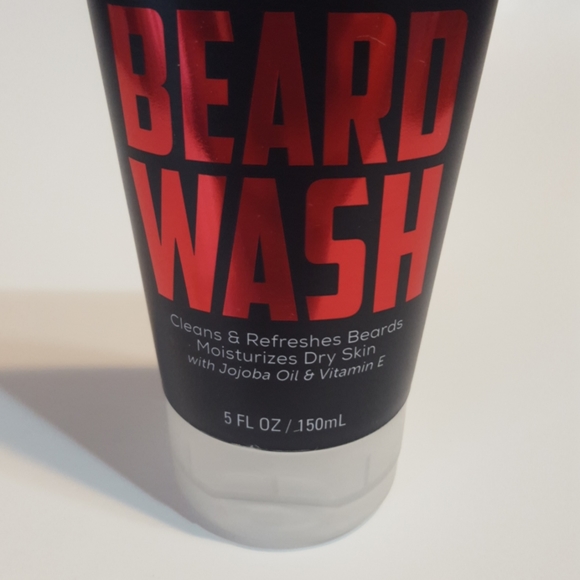 BEARD
WASH
Cleans & Refreshes Beards
Moisturizes Dry Skin
with Jojoba Oil & Vitamin E
5 FL OZ / 150mL